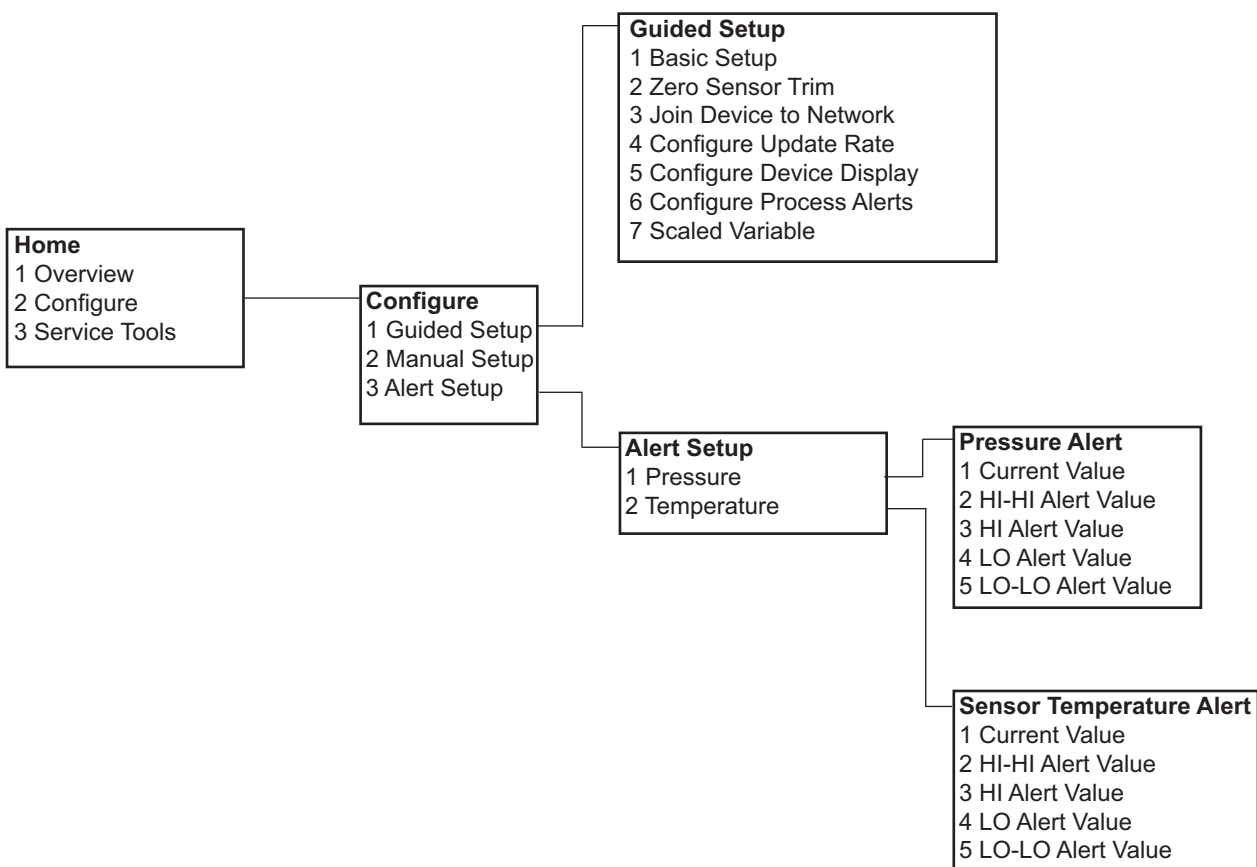 Guided Setup
1 Basic Setup
2 Zero Sensor Trim
3 Join Device to Network
4 Configure Update Rate
5 Configure Device Display
6 Configure Process Alerts
7 Scaled Variable
Home
1 Overview
2 Configure
3 Service Tools
Configure
1 Guided Setup
2 Manual Setup
3 Alert Setup
Alert Setup
1 Pressure
2 Temperature
Pressure Alert
1 Current Value
2 HI-HI Alert Value
3 HI Alert Value
4 LO Alert Value
5 LO-LO Alert Value
Sensor Temperature Alert
1 Current Value
2 HI-HI Alert Value
3 HI Alert Value
4 LO Alert Value
5 LO-LO Alert Value